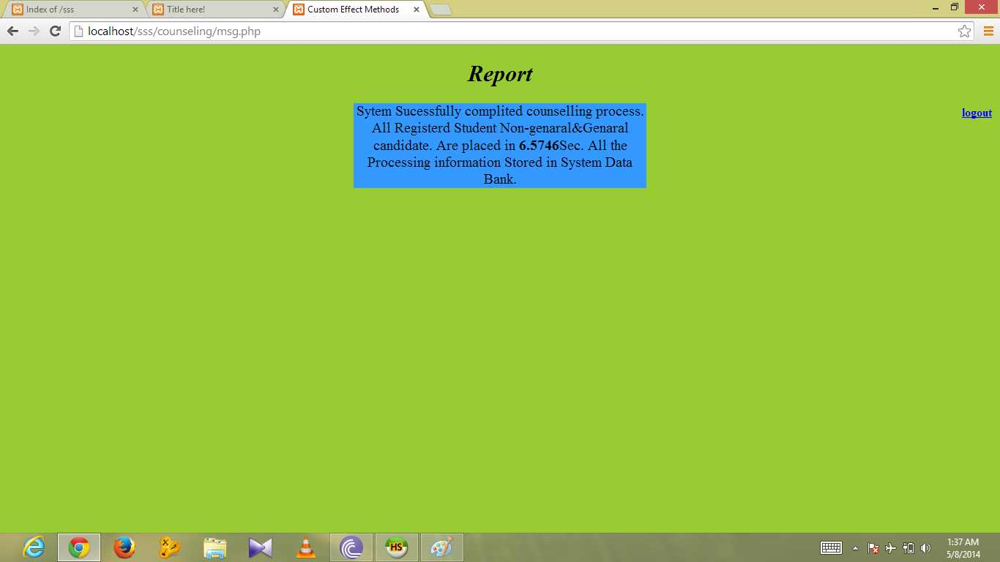 Index of /sss
Title here!
Custom Effect Methods
localhost/sss/counseling/msg.php
Report
logout
Sytem Sucessfully complited counselling process.
All Registerd Student Non-genaral&Genaral
candidate. Are placed in 6.5746Sec. All the
Processing information Stored in System Data
Bank.
HS
1:37 AM
5/8/2014